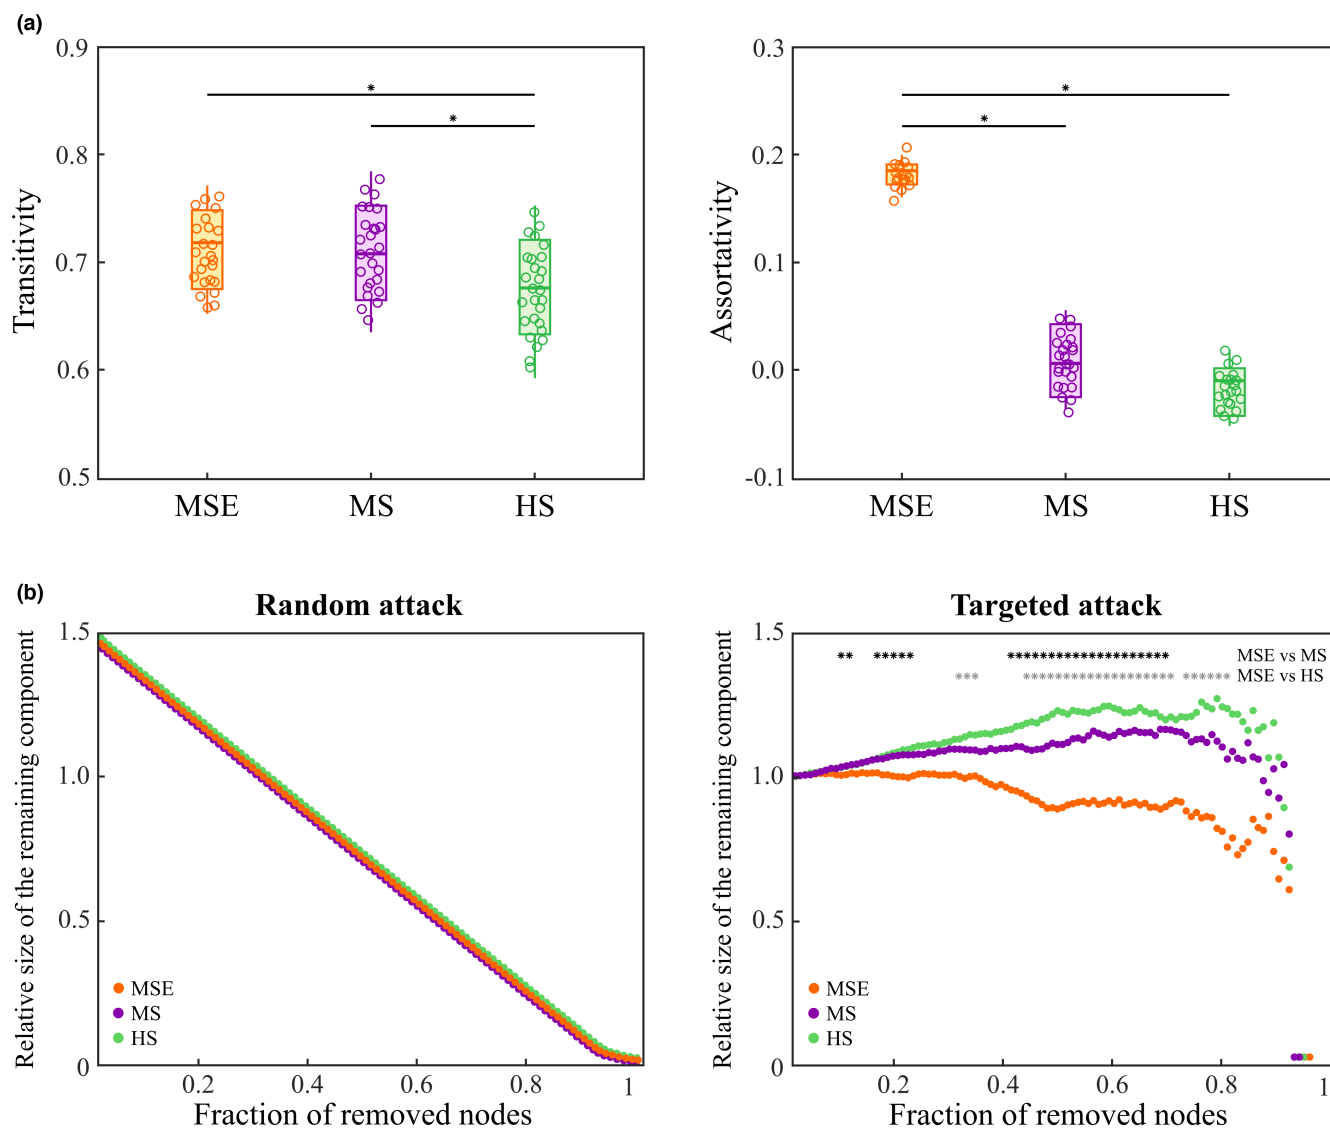 (a)
0.9
0.8
0.7
0.6
0.5
Transitivity
*
*
MSE MS HS
0.3
0.2
0.1
0.0
-0.1
Assortativity
*
*
MSE MS HS
(b)
Random attack
1.5
1.0
0.5
0
Relative size of the remaining component
MSE
MS
HS
0.2 0.4 0.6 0.8 1
Fraction of removed nodes
Targeted attack
1.5
1.0
0.5
0
Relative size of the remaining component
MSE vs MS
MSE vs HS
MSE
MS
HS
0.2 0.4 0.6 0.8 1
Fraction of removed nodes